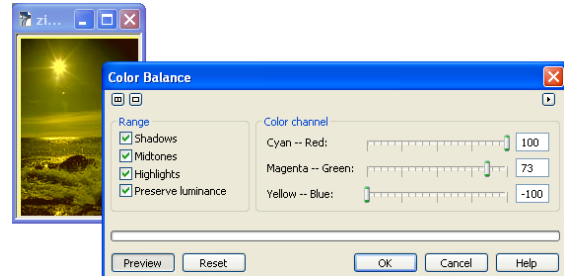 zi...
Color Balance
Range
Shadows
Midtones
Highlights
Preserve luminance
Color channel
Cyan -- Red: 100
Magenta -- Green: 73
Yellow -- Blue: -100
Preview Reset OK Cancel Help